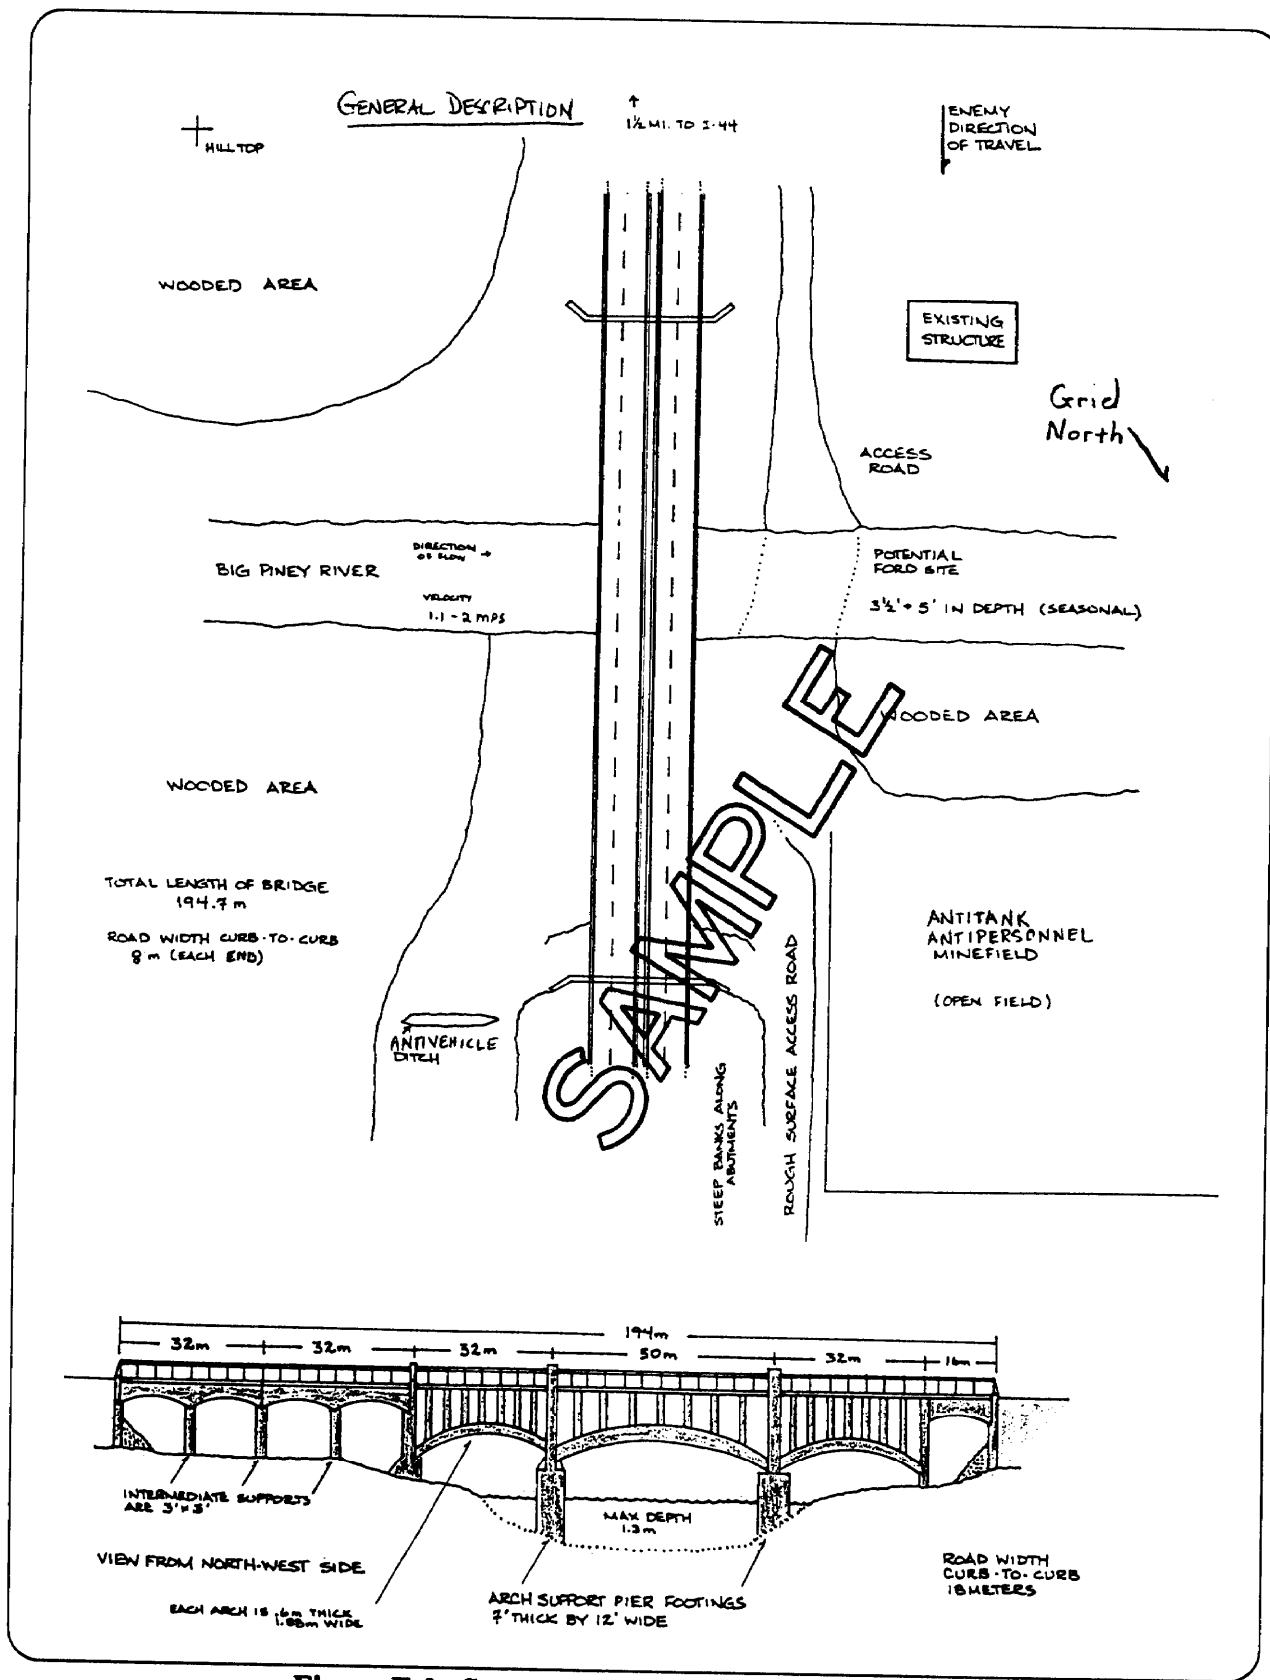 GENERAL DESCRIPTION
1½ MI. TO I-44
ENEMY
DIRECTION
OF TRAVEL
HILLTOP
WOODED AREA
EXISTING
STRUCTURE
Grid
North
ACCESS
ROAD
DIRECTION
OF FLOW
BIG PINEY RIVER
VELOCITY
1.1 - 2 MPS
POTENTIAL
FORD SITE
3½' + 5' IN DEPTH (SEASONAL)
WOODED AREA
WOODED AREA
SAMPLE
TOTAL LENGTH OF BRIDGE
194.7 m
ROAD WIDTH CURB-TO-CURB
8 m (EACH END)
ANTITANK
ANTIPERSONNEL
MINEFIELD
(OPEN FIELD)
ANTIVEHICLE
DITCH
STEEP BANKS ALONG
ABUTMENTS
ROUGH SURFACE ACCESS ROAD
194m
32m 32m 32m 50m 32m 16m
INTERMEDIATE SUPPORTS
ARE 3' x 3'
MAX DEPTH
1.3m
VIEW FROM NORTH-WEST SIDE
EACH ARCH IS .6m THICK
1.88m WIDE
ARCH SUPPORT PIER FOOTINGS
7' THICK BY 12' WIDE
ROAD WIDTH
CURB-TO-CURB
18 METERS